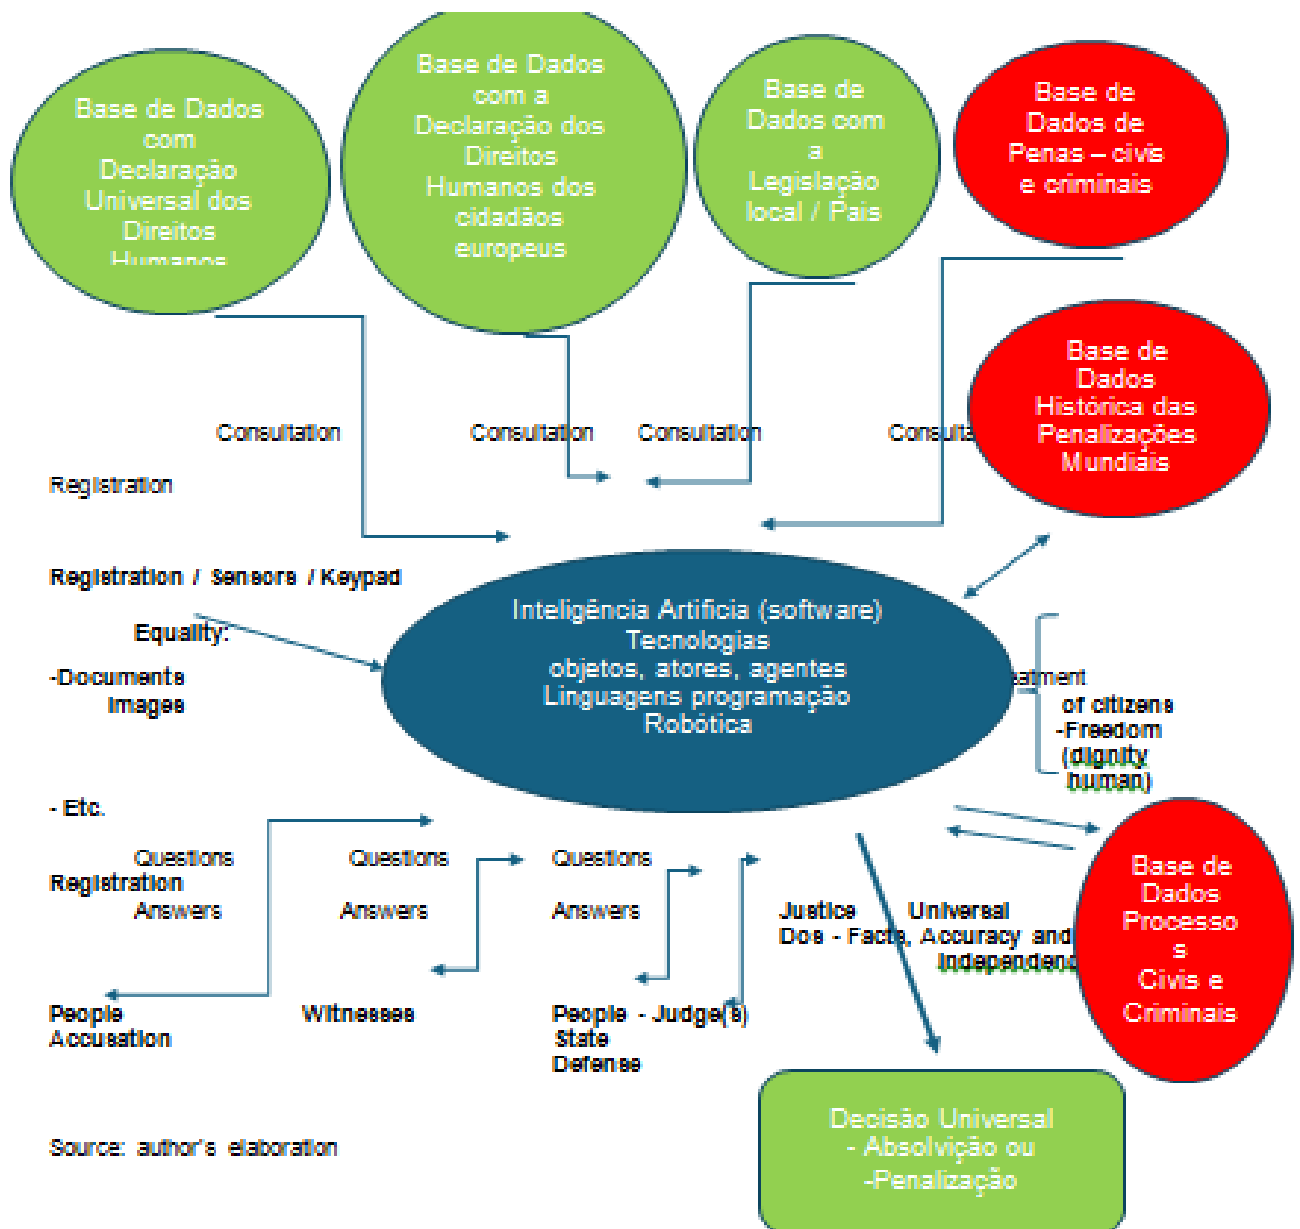 Base de Dados
com
Declaração
Universal dos
Direitos
Humanos
Base de Dados
com a
Declaração dos
Direitos
Humanos dos
cidadãos
europeus
Base de
Dados com
a
Legislação
local / Pais
Base de
Dados de
Penas – civis
e criminais
Base de
Dados
Histórica das
Penalizações
Mundiais
Consultation
Consultation
Consultation
Registration
Registration / Sensors / Keypad
Equality:
-Documents
Images
- Etc.
Inteligência Artificia (software)
Tecnologias
objetos, atores, agentes
Linguagens programação
Robótica
of citizens
-Freedom
(dignity
human)
Questions
Questions
Questions
Registration
Answers
Answers
Answers
Justice Universal
Dos - Facts, Accuracy and
Base de
Dados
Processo
s
Civis e
Criminais
People
Accusation
Witnesses
People - Judge(s)
State
Defense
Decisão Universal
- Absolvição ou
-Penalização
Source: author's elaboration